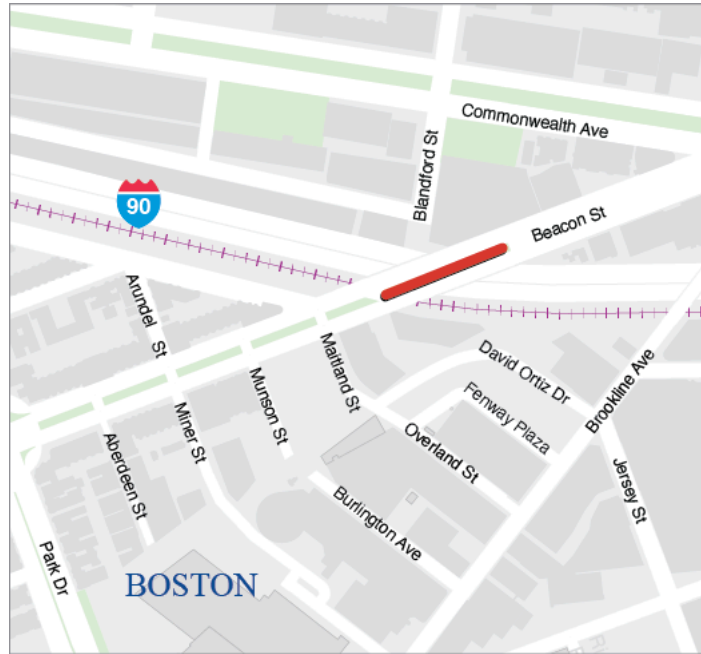 Commonwealth Ave
Blandford St
Beacon St
90
Arundel St
Maitland St
David Ortiz Dr
Brookline Ave
Munson St
Fenway Plaza
Miner St
Aberdeen St
Overland St
Jersey St
Burlington Ave
Park Dr
BOSTON